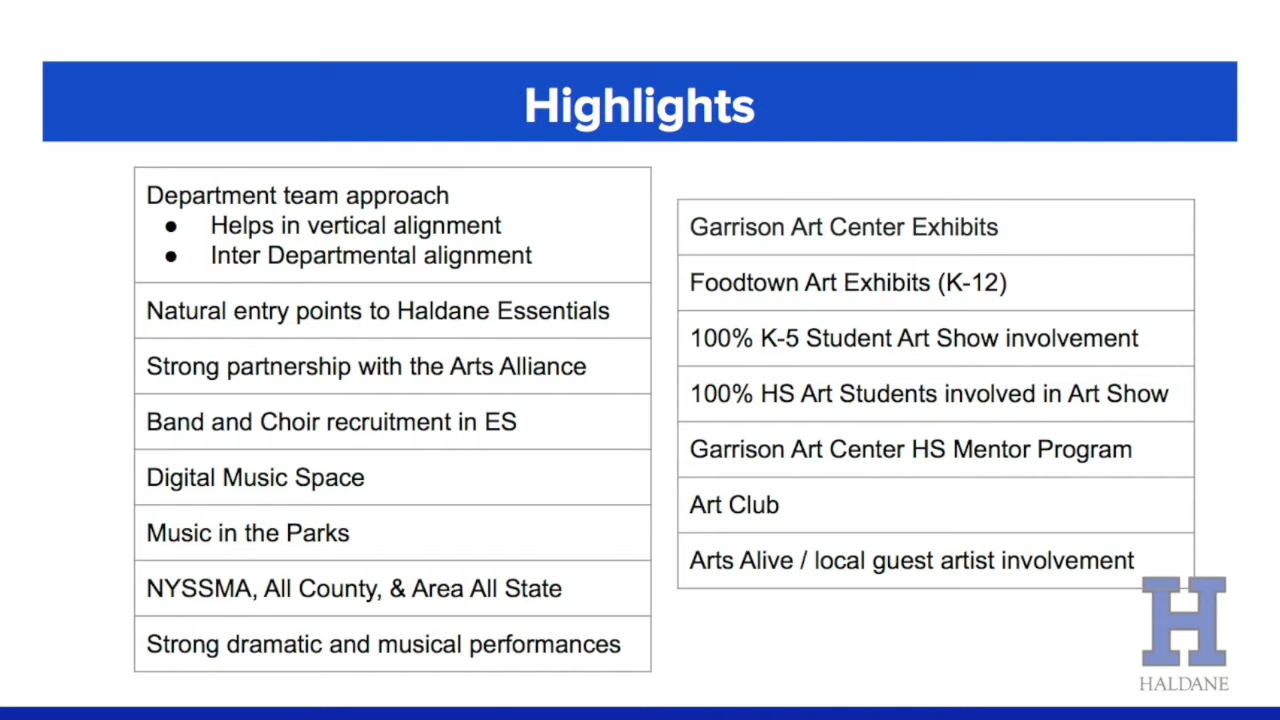 Highlights
Department team approach
● Helps in vertical alignment
● Inter Departmental alignment
Natural entry points to Haldane Essentials
Strong partnership with the Arts Alliance
Band and Choir recruitment in ES
Digital Music Space
Music in the Parks
NYSSMA, All County, & Area All State
Strong dramatic and musical performances
Garrison Art Center Exhibits
Foodtown Art Exhibits (K-12)
100% K-5 Student Art Show involvement
100% HS Art Students involved in Art Show
Garrison Art Center HS Mentor Program
Art Club
Arts Alive / local guest artist involvement
H
HALDANE